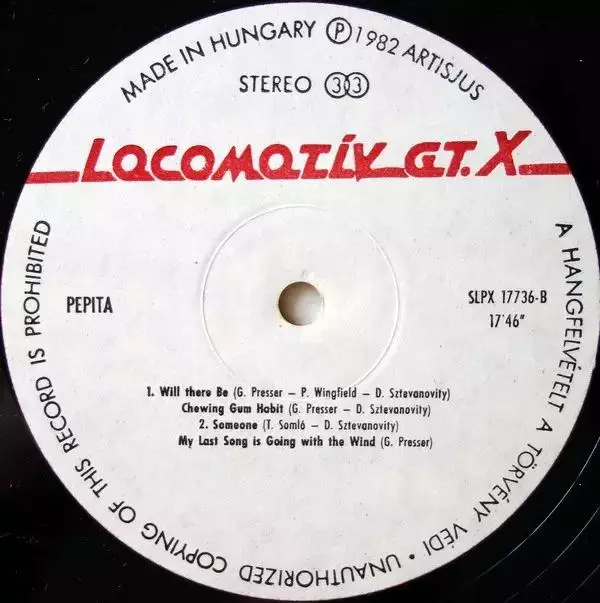 MADE IN HUNGARY Ⓟ 1982 ARTISJUS
STEREO 33
LOCOMOTÍV GT. X
PEPITA
SLPX 17736-B
17'46"
1. Will there Be (G. Presser – P. Wingfield – D. Sztevanovity)
Chewing Gum Habit (G. Presser – D. Sztevanovity)
2. Someone (T. Somló – D. Sztevanovity)
My Last Song is Going with the Wind (G. Presser)
A HANGFELVÉTELT A TÖRVÉNY VÉDI • UNAUTHORIZED COPYING OF THIS RECORD IS PROHIBITED